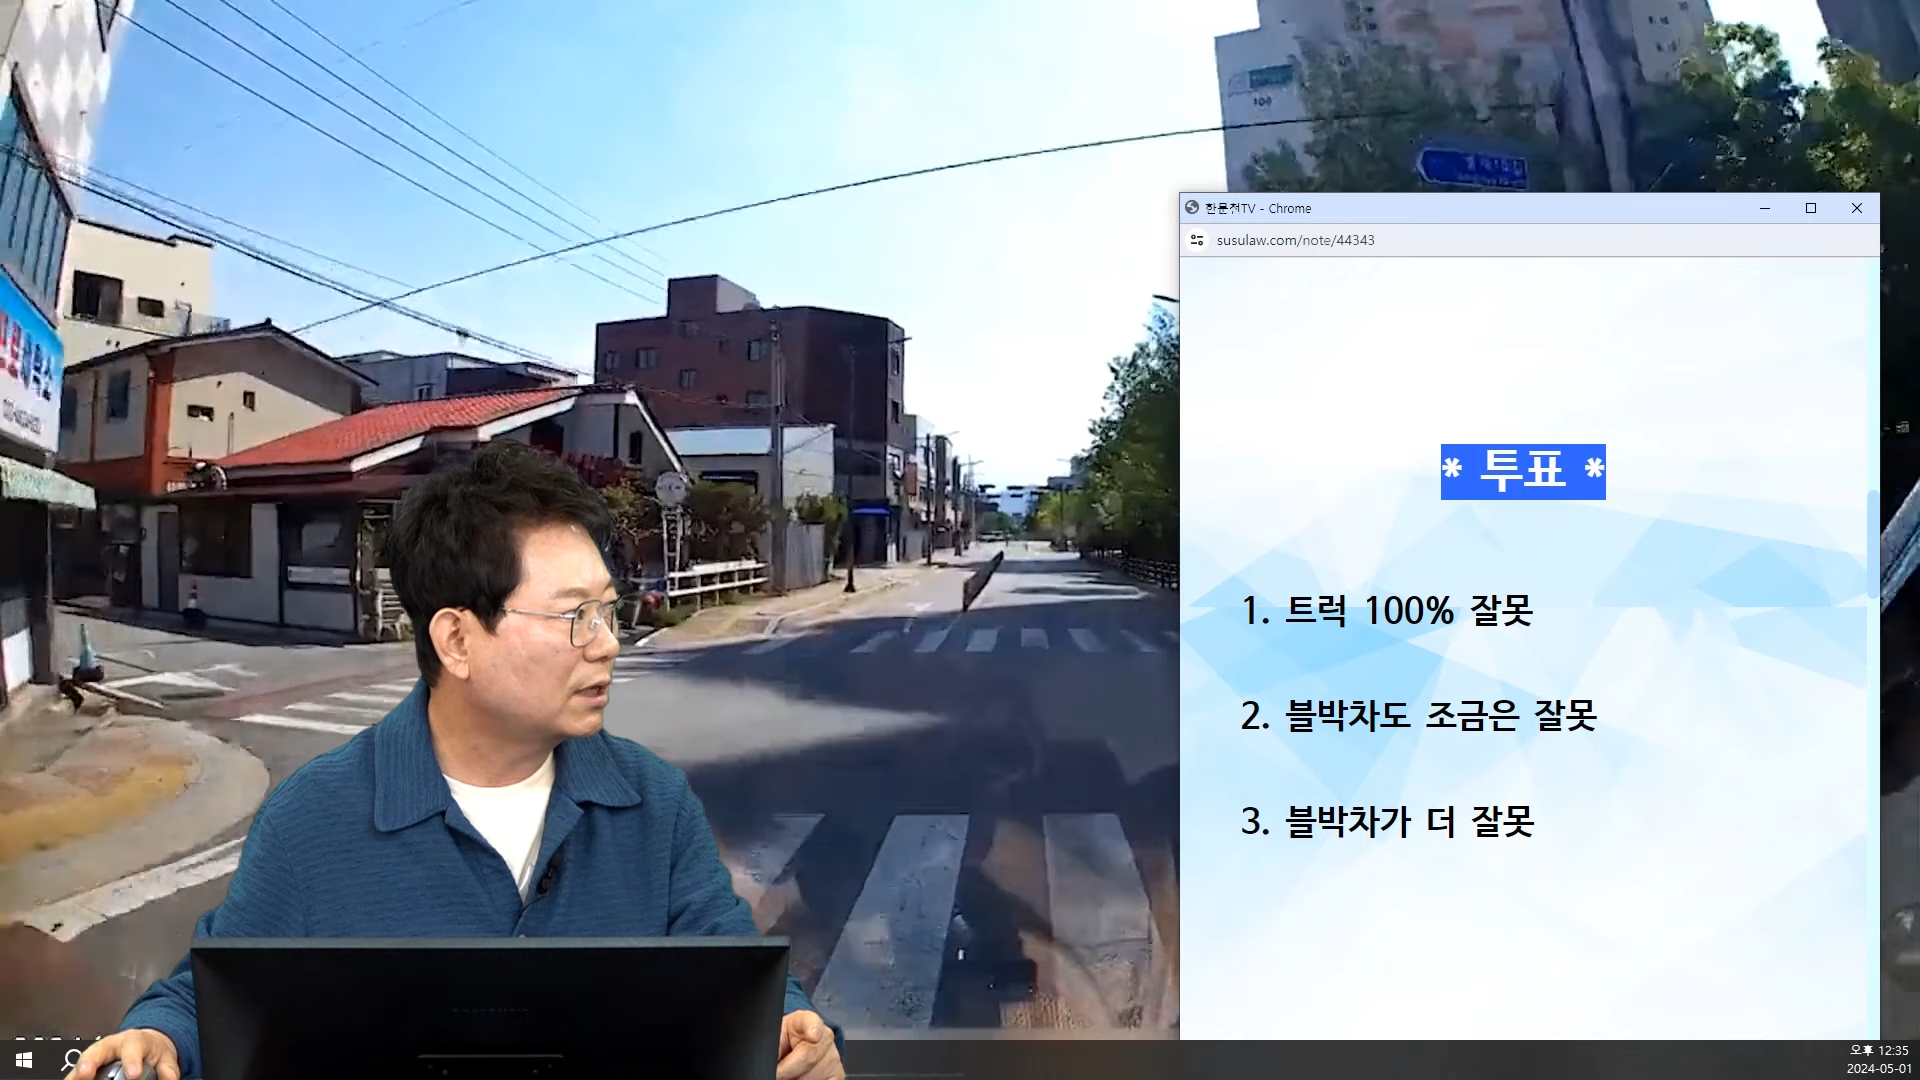 한문철TV - Chrome
susulaw.com/note/44343
* 투표 *
1. 트럭 100% 잘못
2. 블박차도 조금은 잘못
3. 블박차가 더 잘못
오후 12:35
2024-05-01